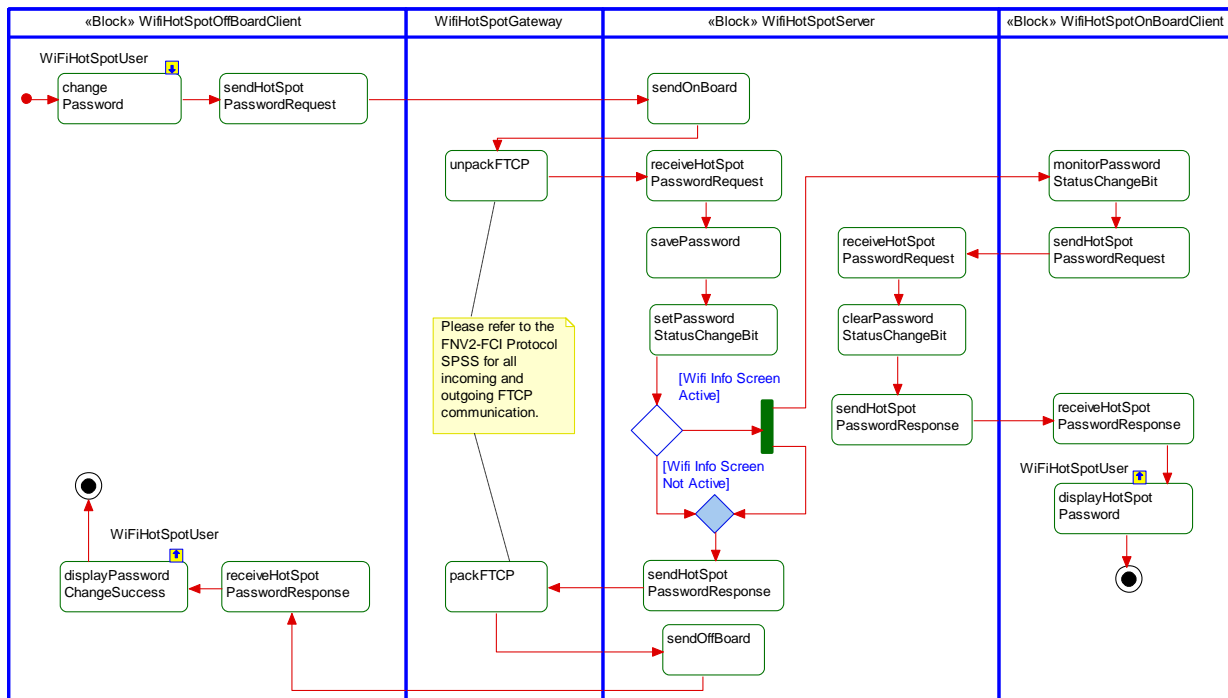 «Block» WifiHotSpotOffBoardClient
WifiHotSpotGateway
«Block» WifiHotSpotServer
«Block» WifiHotSpotOnBoardClient
WiFiHotSpotUser
change
Password
sendHotSpot
PasswordRequest
sendOnBoard
unpackFTCP
receiveHotSpot
PasswordRequest
monitorPassword
StatusChangeBit
savePassword
receiveHotSpot
PasswordRequest
sendHotSpot
PasswordRequest
setPassword
StatusChangeBit
clearPassword
StatusChangeBit
Please refer to the
FNV2-FCI Protocol
SPSS for all
incoming and
outgoing FTCP
communication.
[Wifi Info Screen
Active]
sendHotSpot
PasswordResponse
receiveHotSpot
PasswordResponse
[Wifi Info Screen
Not Active]
WiFiHotSpotUser
displayHotSpot
Password
WiFiHotSpotUser
displayPassword
ChangeSuccess
receiveHotSpot
PasswordResponse
packFTCP
sendHotSpot
PasswordResponse
sendOffBoard